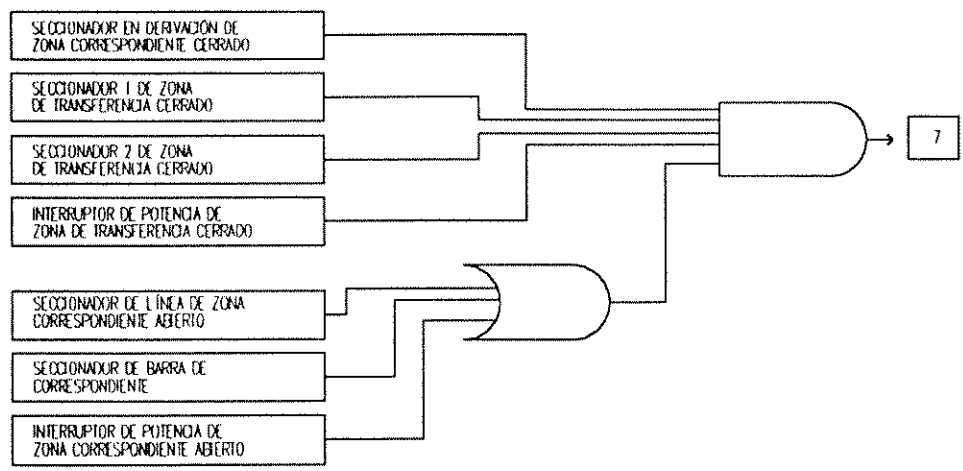 SECCIONADOR EN DERIVACIÓN DE
ZONA CORRESPONDIENTE CERRADO
SECCIONADOR 1 DE ZONA
DE TRANSFERENCIA CERRADO
SECCIONADOR 2 DE ZONA
DE TRANSFERENCIA CERRADO
INTERRUPTOR DE POTENCIA DE
ZONA DE TRANSFERENCIA CERRADO
7
SECCIONADOR DE LÍNEA DE ZONA
CORRESPONDIENTE ABIERTO
SECCIONADOR DE BARRA DE
CORRESPONDIENTE
INTERRUPTOR DE POTENCIA DE
ZONA CORRESPONDIENTE ABIERTO